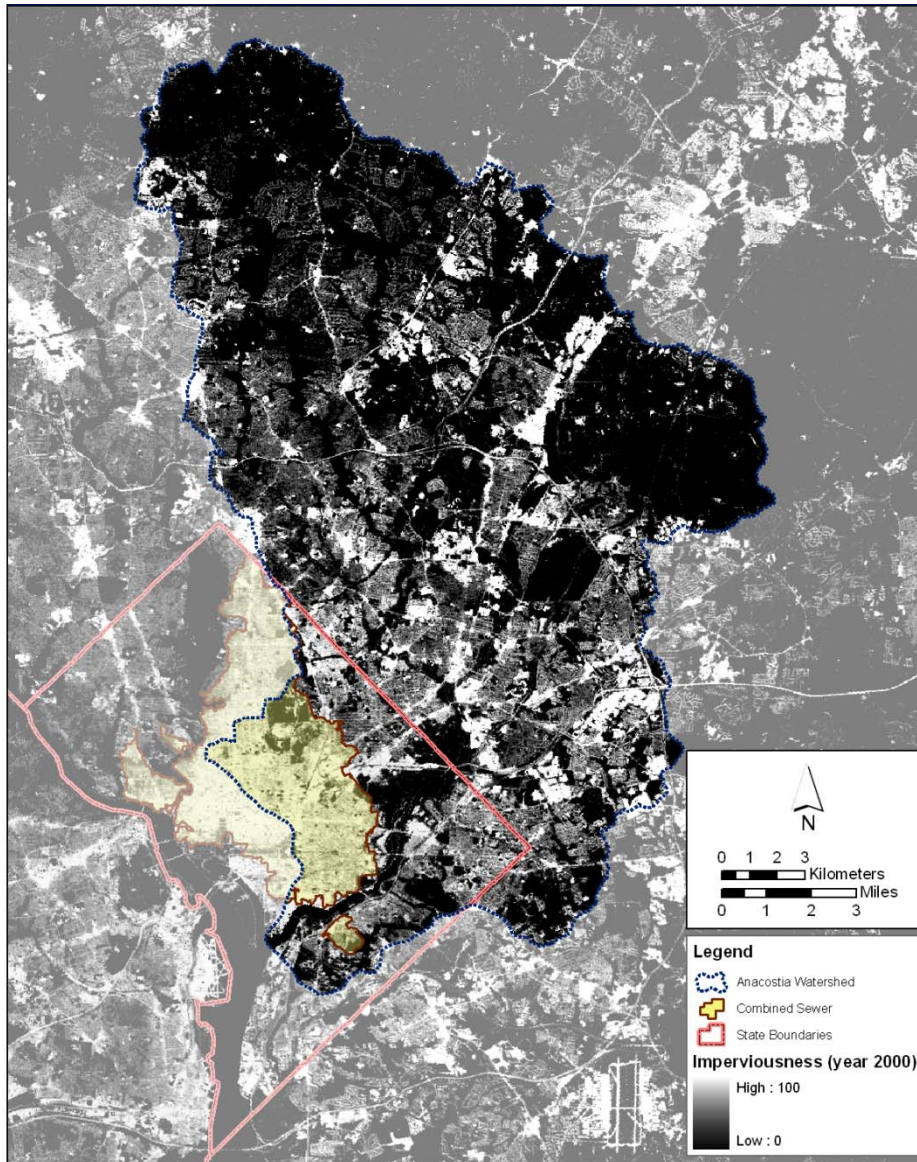 N
0 1 2 3
Kilometers
Miles
0 1 2 3
Legend
Anacostia Watershed
Combined Sewer
State Boundaries
Imperviousness (year 2000)
High : 100
Low : 0